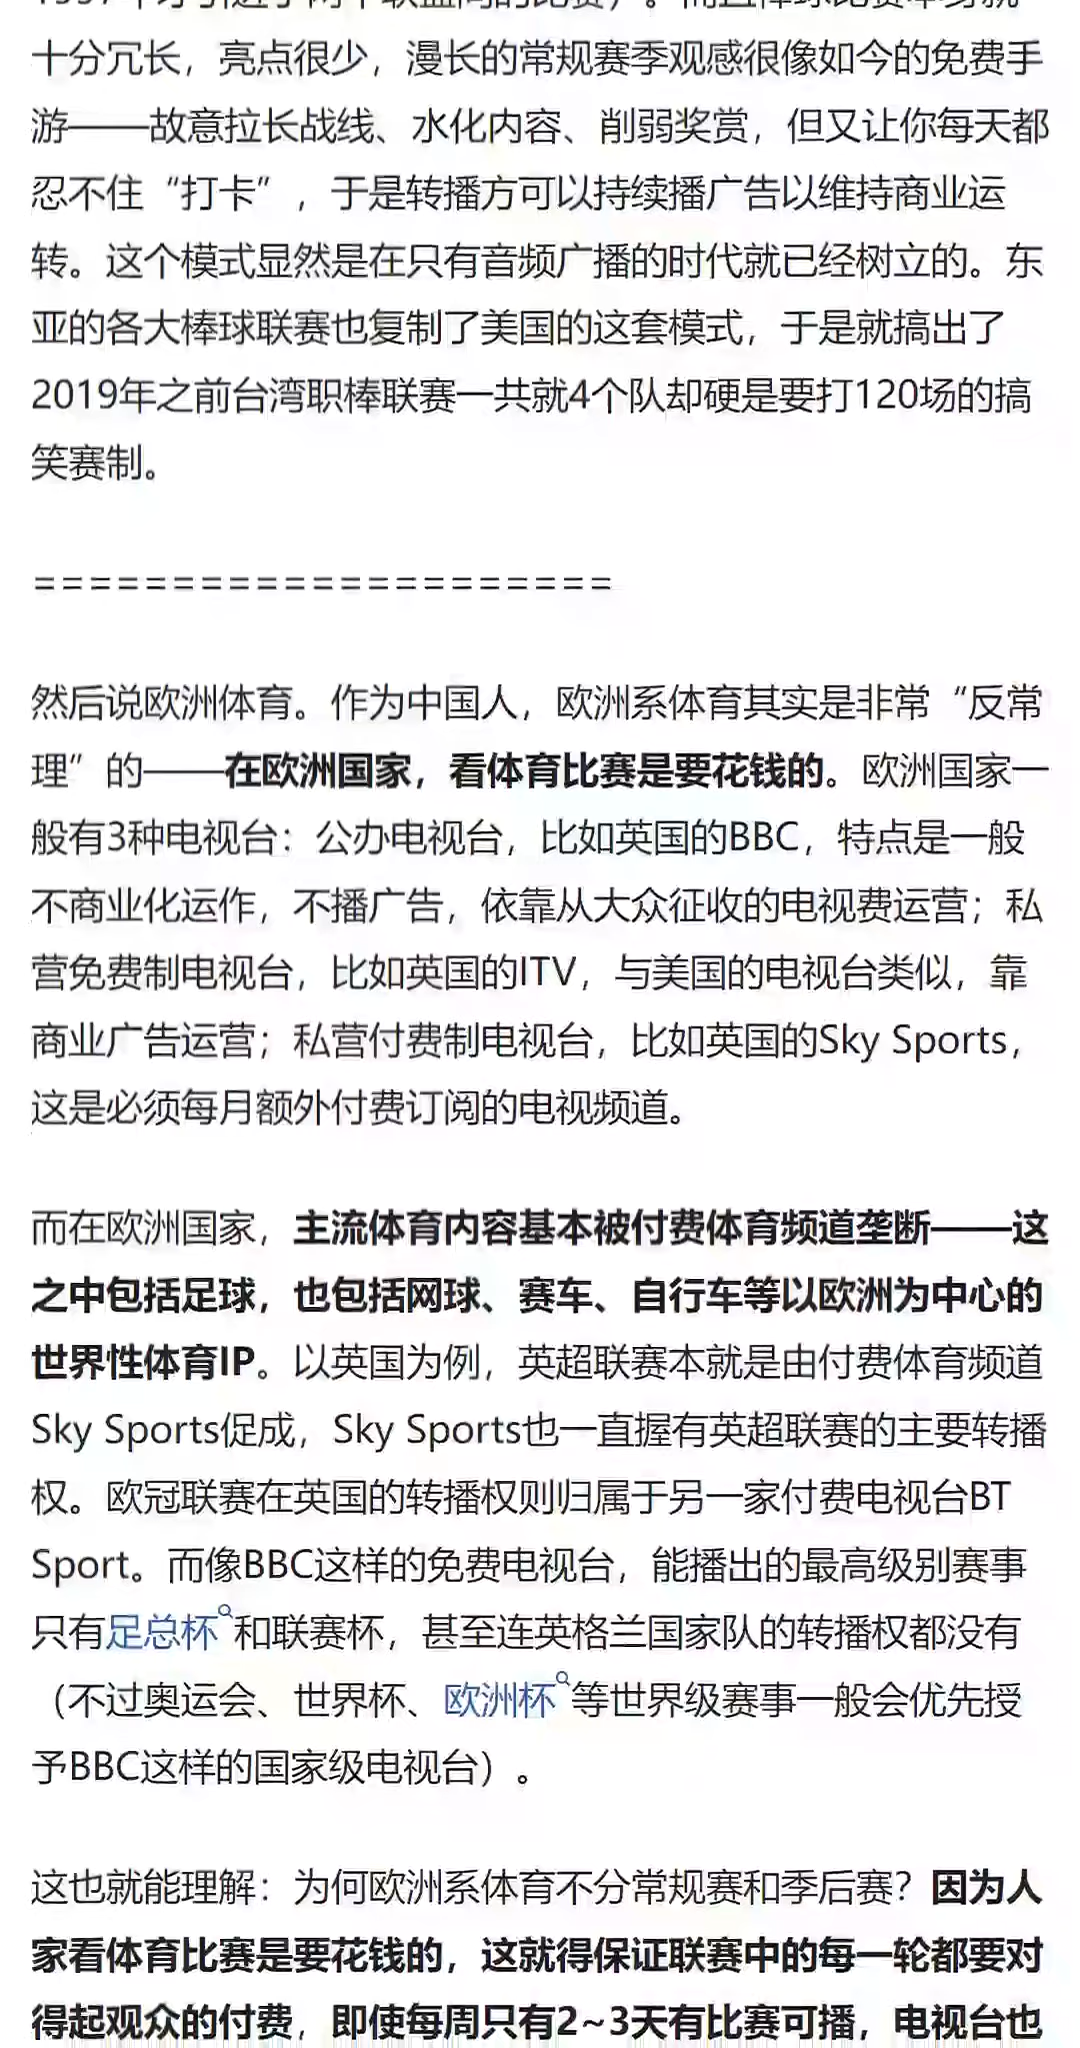 十分冗长，亮点很少，漫长的常规赛季观感很像如今的免费手
游——故意拉长战线、水化内容、削弱奖赏，但又让你每天都
忍不住“打卡”，于是转播方可以持续播广告以维持商业运
转。这个模式显然是在只有音频广播的时代就已经树立的。东
亚的各大棒球联赛也复制了美国的这套模式，于是就搞出了
2019年之前台湾职棒联赛一共就4个队却硬是要打120场的搞
笑赛制。
=====================
然后说欧洲体育。作为中国人，欧洲系体育其实是非常“反常
理”的——在欧洲国家，看体育比赛是要花钱的。欧洲国家一
般有3种电视台：公办电视台，比如英国的BBC，特点是一般
不商业化运作，不播广告，依靠从大众征收的电视费运营；私
营免费制电视台，比如英国的ITV，与美国的电视台类似，靠
商业广告运营；私营付费制电视台，比如英国的Sky Sports，
这是必须每月额外付费订阅的电视频道。
而在欧洲国家，主流体育内容基本被付费体育频道垄断——这
之中包括足球，也包括网球、赛车、自行车等以欧洲为中心的
世界性体育IP。以英国为例，英超联赛本就是由付费体育频道
Sky Sports促成，Sky Sports也一直握有英超联赛的主要转播
权。欧冠联赛在英国的转播权则归属于另一家付费电视台BT
Sport。而像BBC这样的免费电视台，能播出的最高级别赛事
只有足总杯和联赛杯，甚至连英格兰国家队的转播权都没有
（不过奥运会、世界杯、欧洲杯等世界级赛事一般会优先授
予BBC这样的国家级电视台）。
这也就能理解：为何欧洲系体育不分常规赛和季后赛？因为人
家看体育比赛是要花钱的，这就得保证联赛中的每一轮都要对
得起观众的付费，即使每周只有2~3天有比赛可播，电视台也